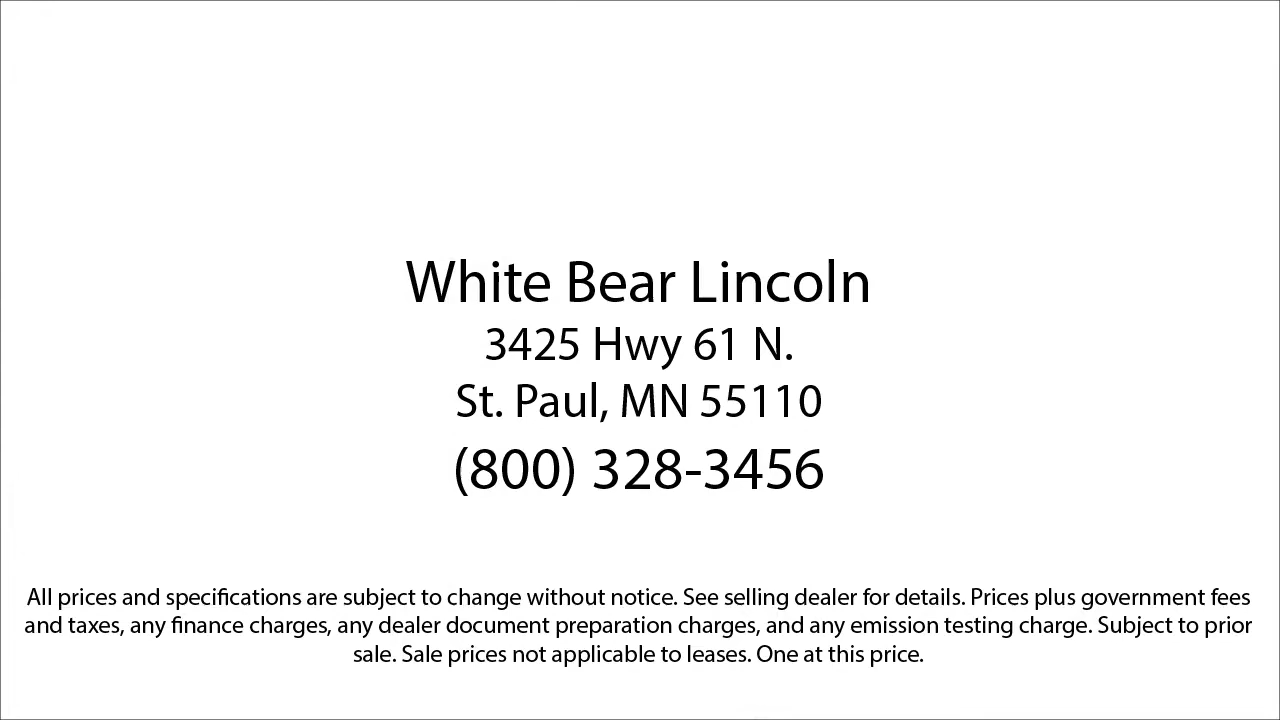 White Bear Lincoln
3425 Hwy 61 N.
St. Paul, MN 55110
(800) 328-3456
All prices and specifications are subject to change without notice. See selling dealer for details. Prices plus government fees
and taxes, any finance charges, any dealer document preparation charges, and any emission testing charge. Subject to prior
sale. Sale prices not applicable to leases. One at this price.